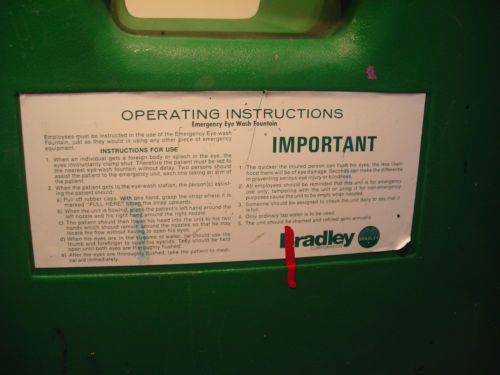 OPERATING INSTRUCTIONS
Emergency Eye Wash Fountain
Employees must be instructed in the use of the Emergency Eye-wash
Fountain, just as they would in using any other piece of emergency
equipment.
INSTRUCTIONS FOR USE
1. When an individual gets a foreign body or splash in the eye, the
eyes involuntarily clamp shut. Therefore the patient must be led to
the nearest eye-wash fountain without delay. Two persons should
assist the patient to the emergency unit, each one taking an arm of
the patient.
2. When the patient gets to the eye-wash station, the person(s) assist-
ing the patient should:
a) Pull off rubber caps. With one hand, grasp the strap where it is
marked "PULL HERE" and sling the strap upwards.
b) When the unit is flowing, place the patient's left hand around the
left nozzle and his right hand around the right nozzle.
c) The patient should then lower his head into the unit to his two
hands which should remain around the nozzles so that he may
locate the flow without having to open his eyes.
d) When his eyes are in the streams of water, he should use the
thumb and forefinger to open his eyelids. They should be held
open until both eyes are thoroughly flushed.
e) After his eyes are thoroughly flushed, take the patient to medi-
cal aid immediately.
IMPORTANT
1. The quicker the injured person can flush his eyes, the less likeli-
hood there will be of eye damage. Seconds can make the difference
in preventing serious eye injury or blindness.
2. All employees should be reminded that this unit is for emergency
use only, tampering with the unit or using it for non-emergency
purposes cause the unit to be empty when needed.
3. Someone should be assigned to check the unit daily to see that it
is full.
4. Only ordinary tap water is to be used.
5. The unit should be drained and refilled semi-annually.
Bradley
BRADLEY